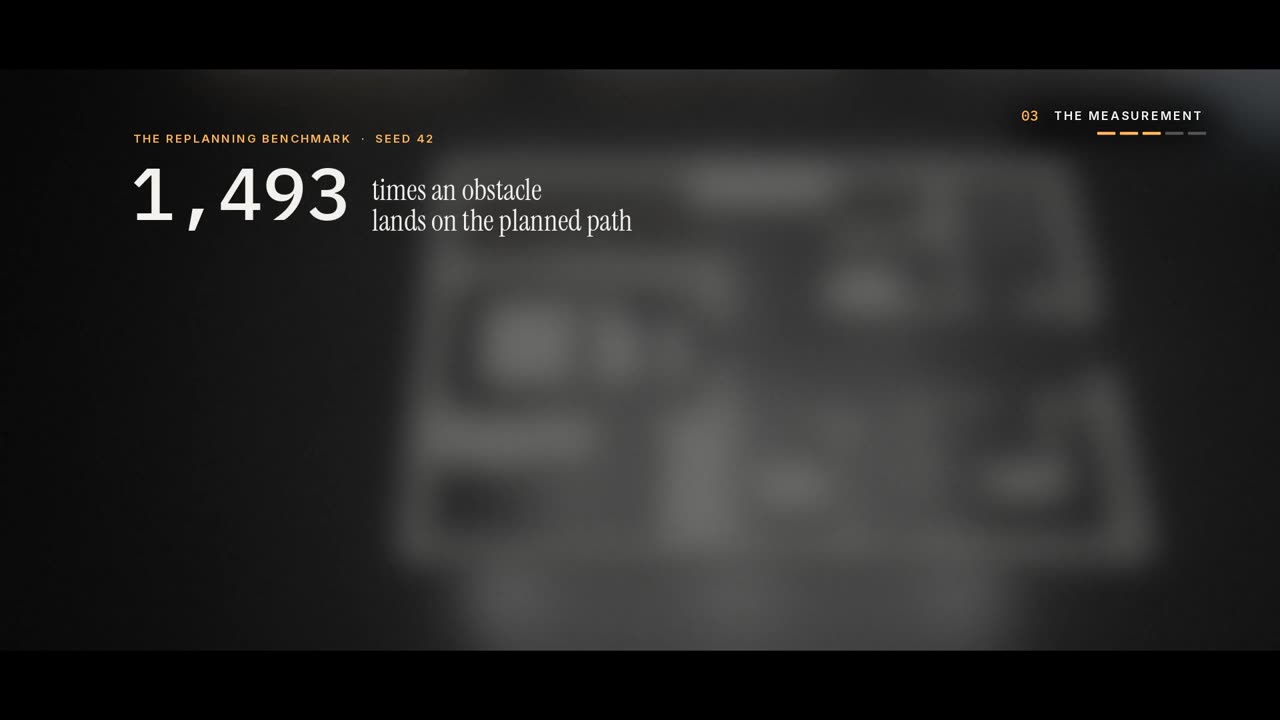 03 THE MEASUREMENT
THE REPLANNING BENCHMARK · SEED 42
1,493 times an obstacle
lands on the planned path